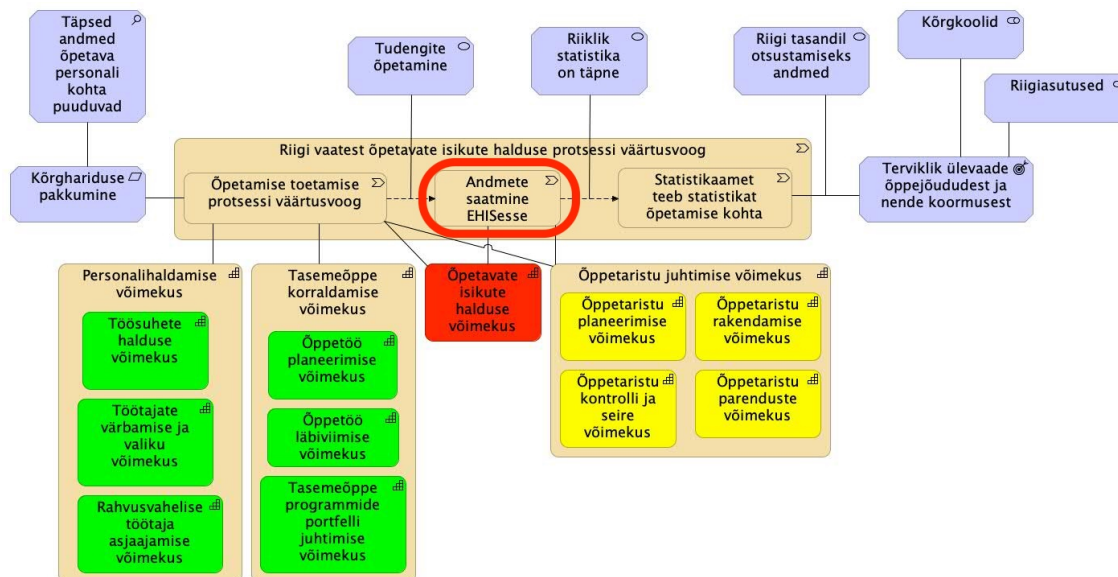 Täpsed
andmed
õpetava
personali
kohta
puuduvad
Tudengite
õpetamine
Riiklik
statistika
on täpne
Riigi tasandil
otsustamiseks
andmed
Kõrgkoolid
Riigiasutused
Kõrghariduse
pakkumine
Riigi vaatest õpetavate isikute halduse protsessi väärtusvoog
Õpetamise toetamise
protsessi väärtusvoog
Andmete
saatmine
EHISesse
Statistikaamet
teeb statistikat
õpetamise kohta
Terviklik ülevaade
õppejõududest ja
nende koormusest
Personalihaldamise
võimekus
Töösuhete
halduse
võimekus
Töötajate
värbamise ja
valiku
võimekus
Rahvusvahelise
töötaja
asjaajamise
võimekus
Tasemeõppe
korraldamise
võimekus
Õppetöö
planeerimise
võimekus
Õppetöö
läbiviimise
võimekus
Tasemeõppe
programmide
portfelli
juhtimise
võimekus
Õpetavate
isikute
halduse
võimekus
Õppetaristu juhtimise võimekus
Õppetaristu
planeerimise
võimekus
Õppetaristu
rakendamise
võimekus
Õppetaristu
kontrolli ja
seire
võimekus
Õppetaristu
parenduste
võimekus